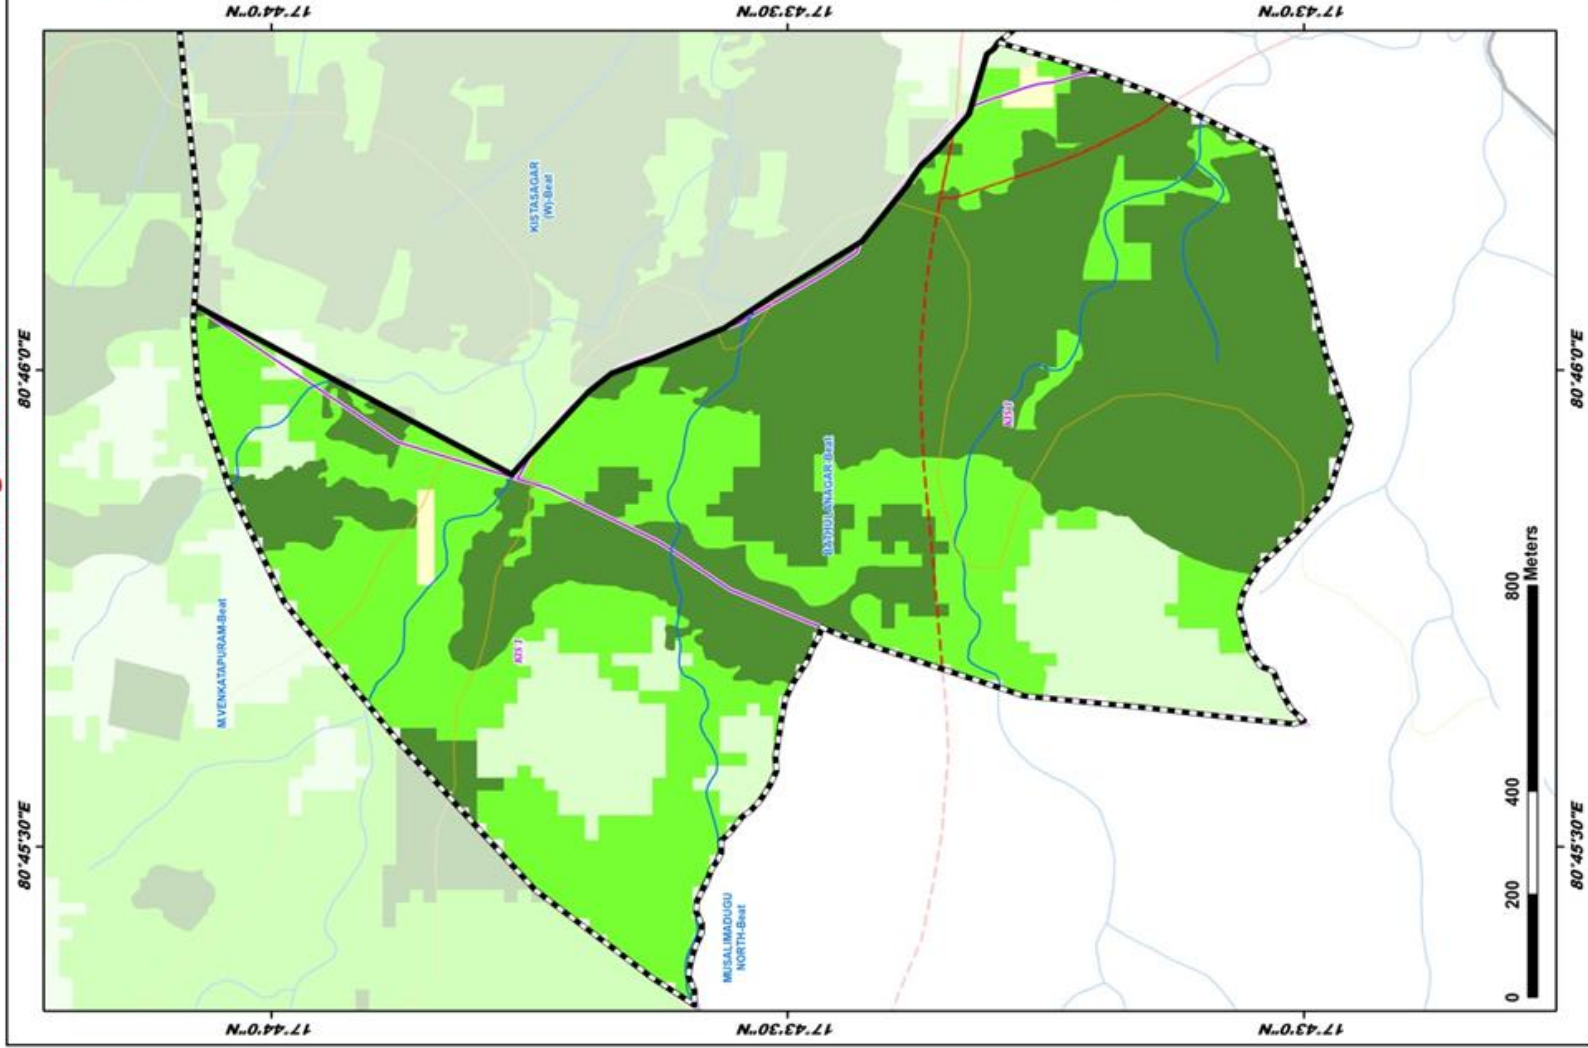 17°44'0"N
17°43'30"N
17°43'0"N
KISTASAGAR
(W)-Beat
80°46'0"E
80°46'0"E
BATHULANAGAR-Beat
M.VENKATAPURAM-Beat
80°45'30"E
80°45'30"E
MUSALIMADUGU
NORTH-Beat
0 200 400 800
Meters
17°44'0"N
17°43'30"N
17°43'0"N